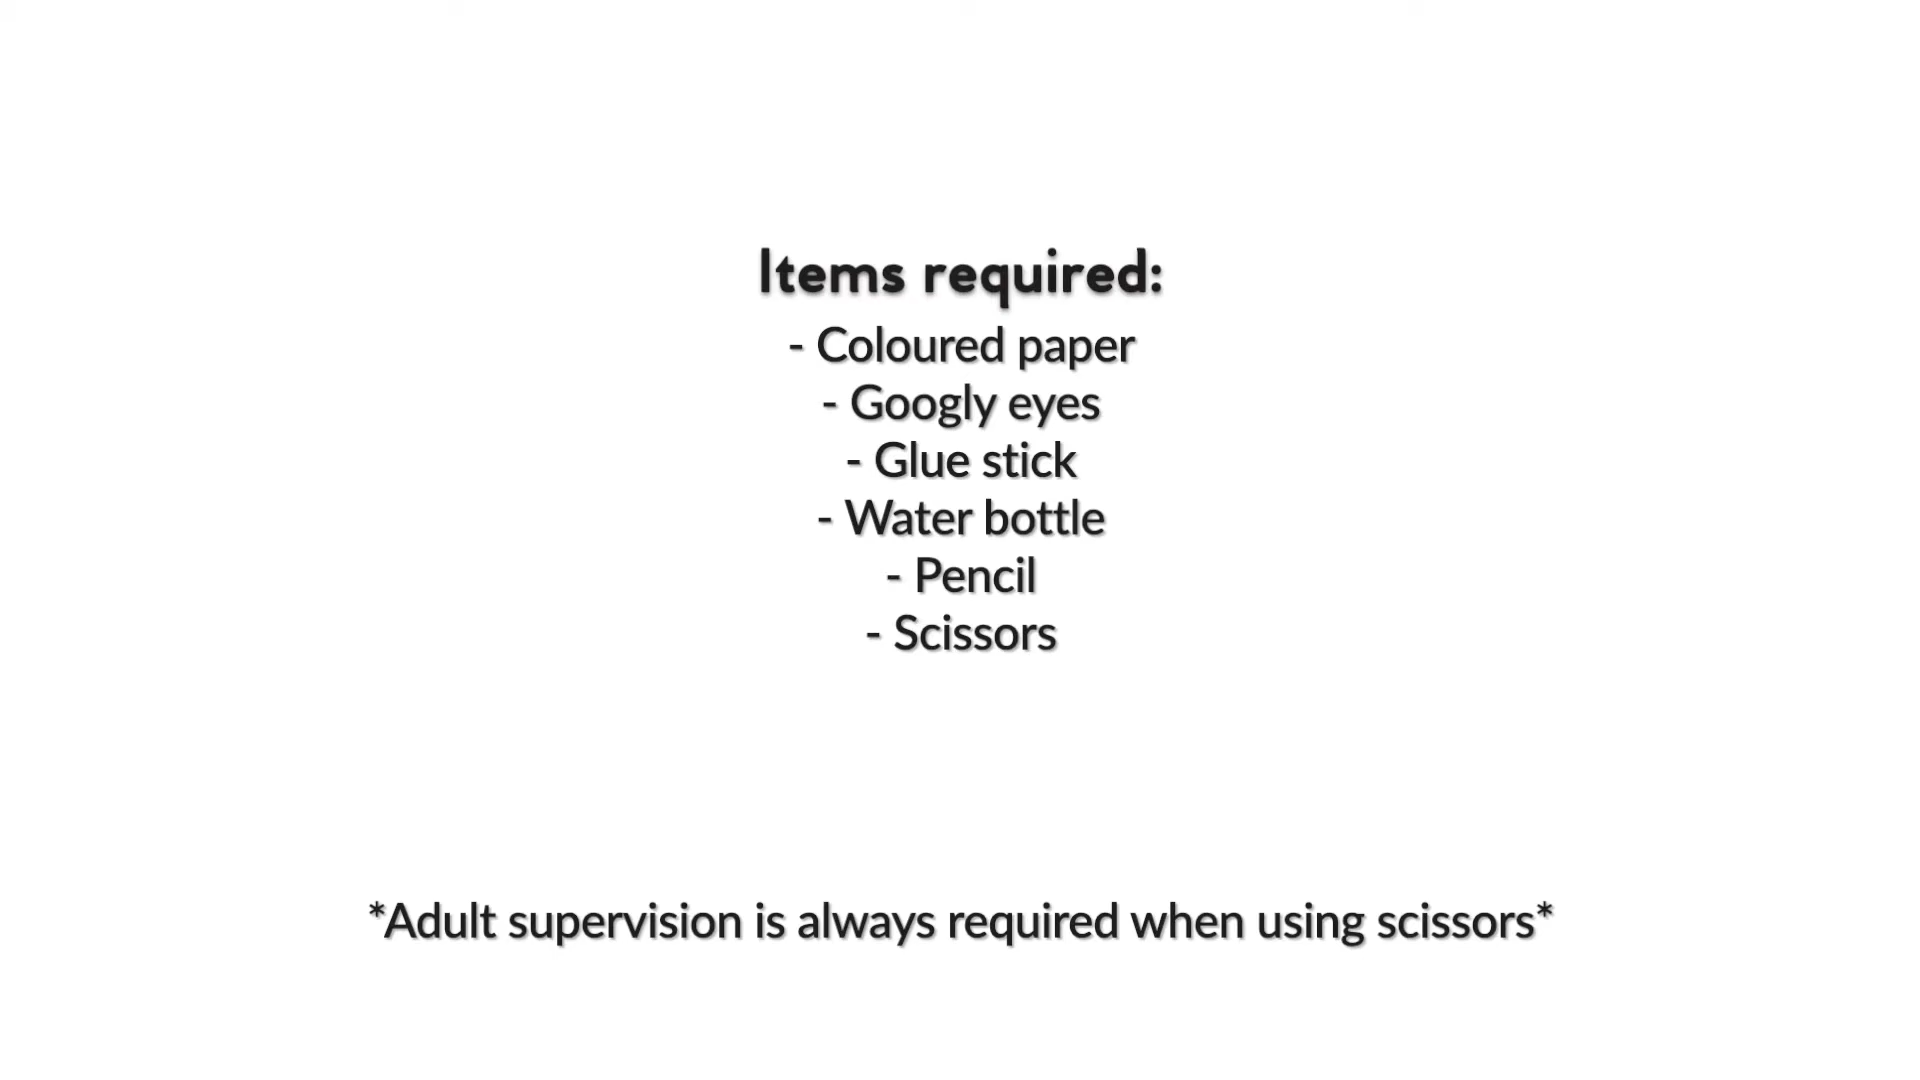 Items required:
- Coloured paper
- Googly eyes
- Glue stick
- Water bottle
- Pencil
- Scissors
*Adult supervision is always required when using scissors*